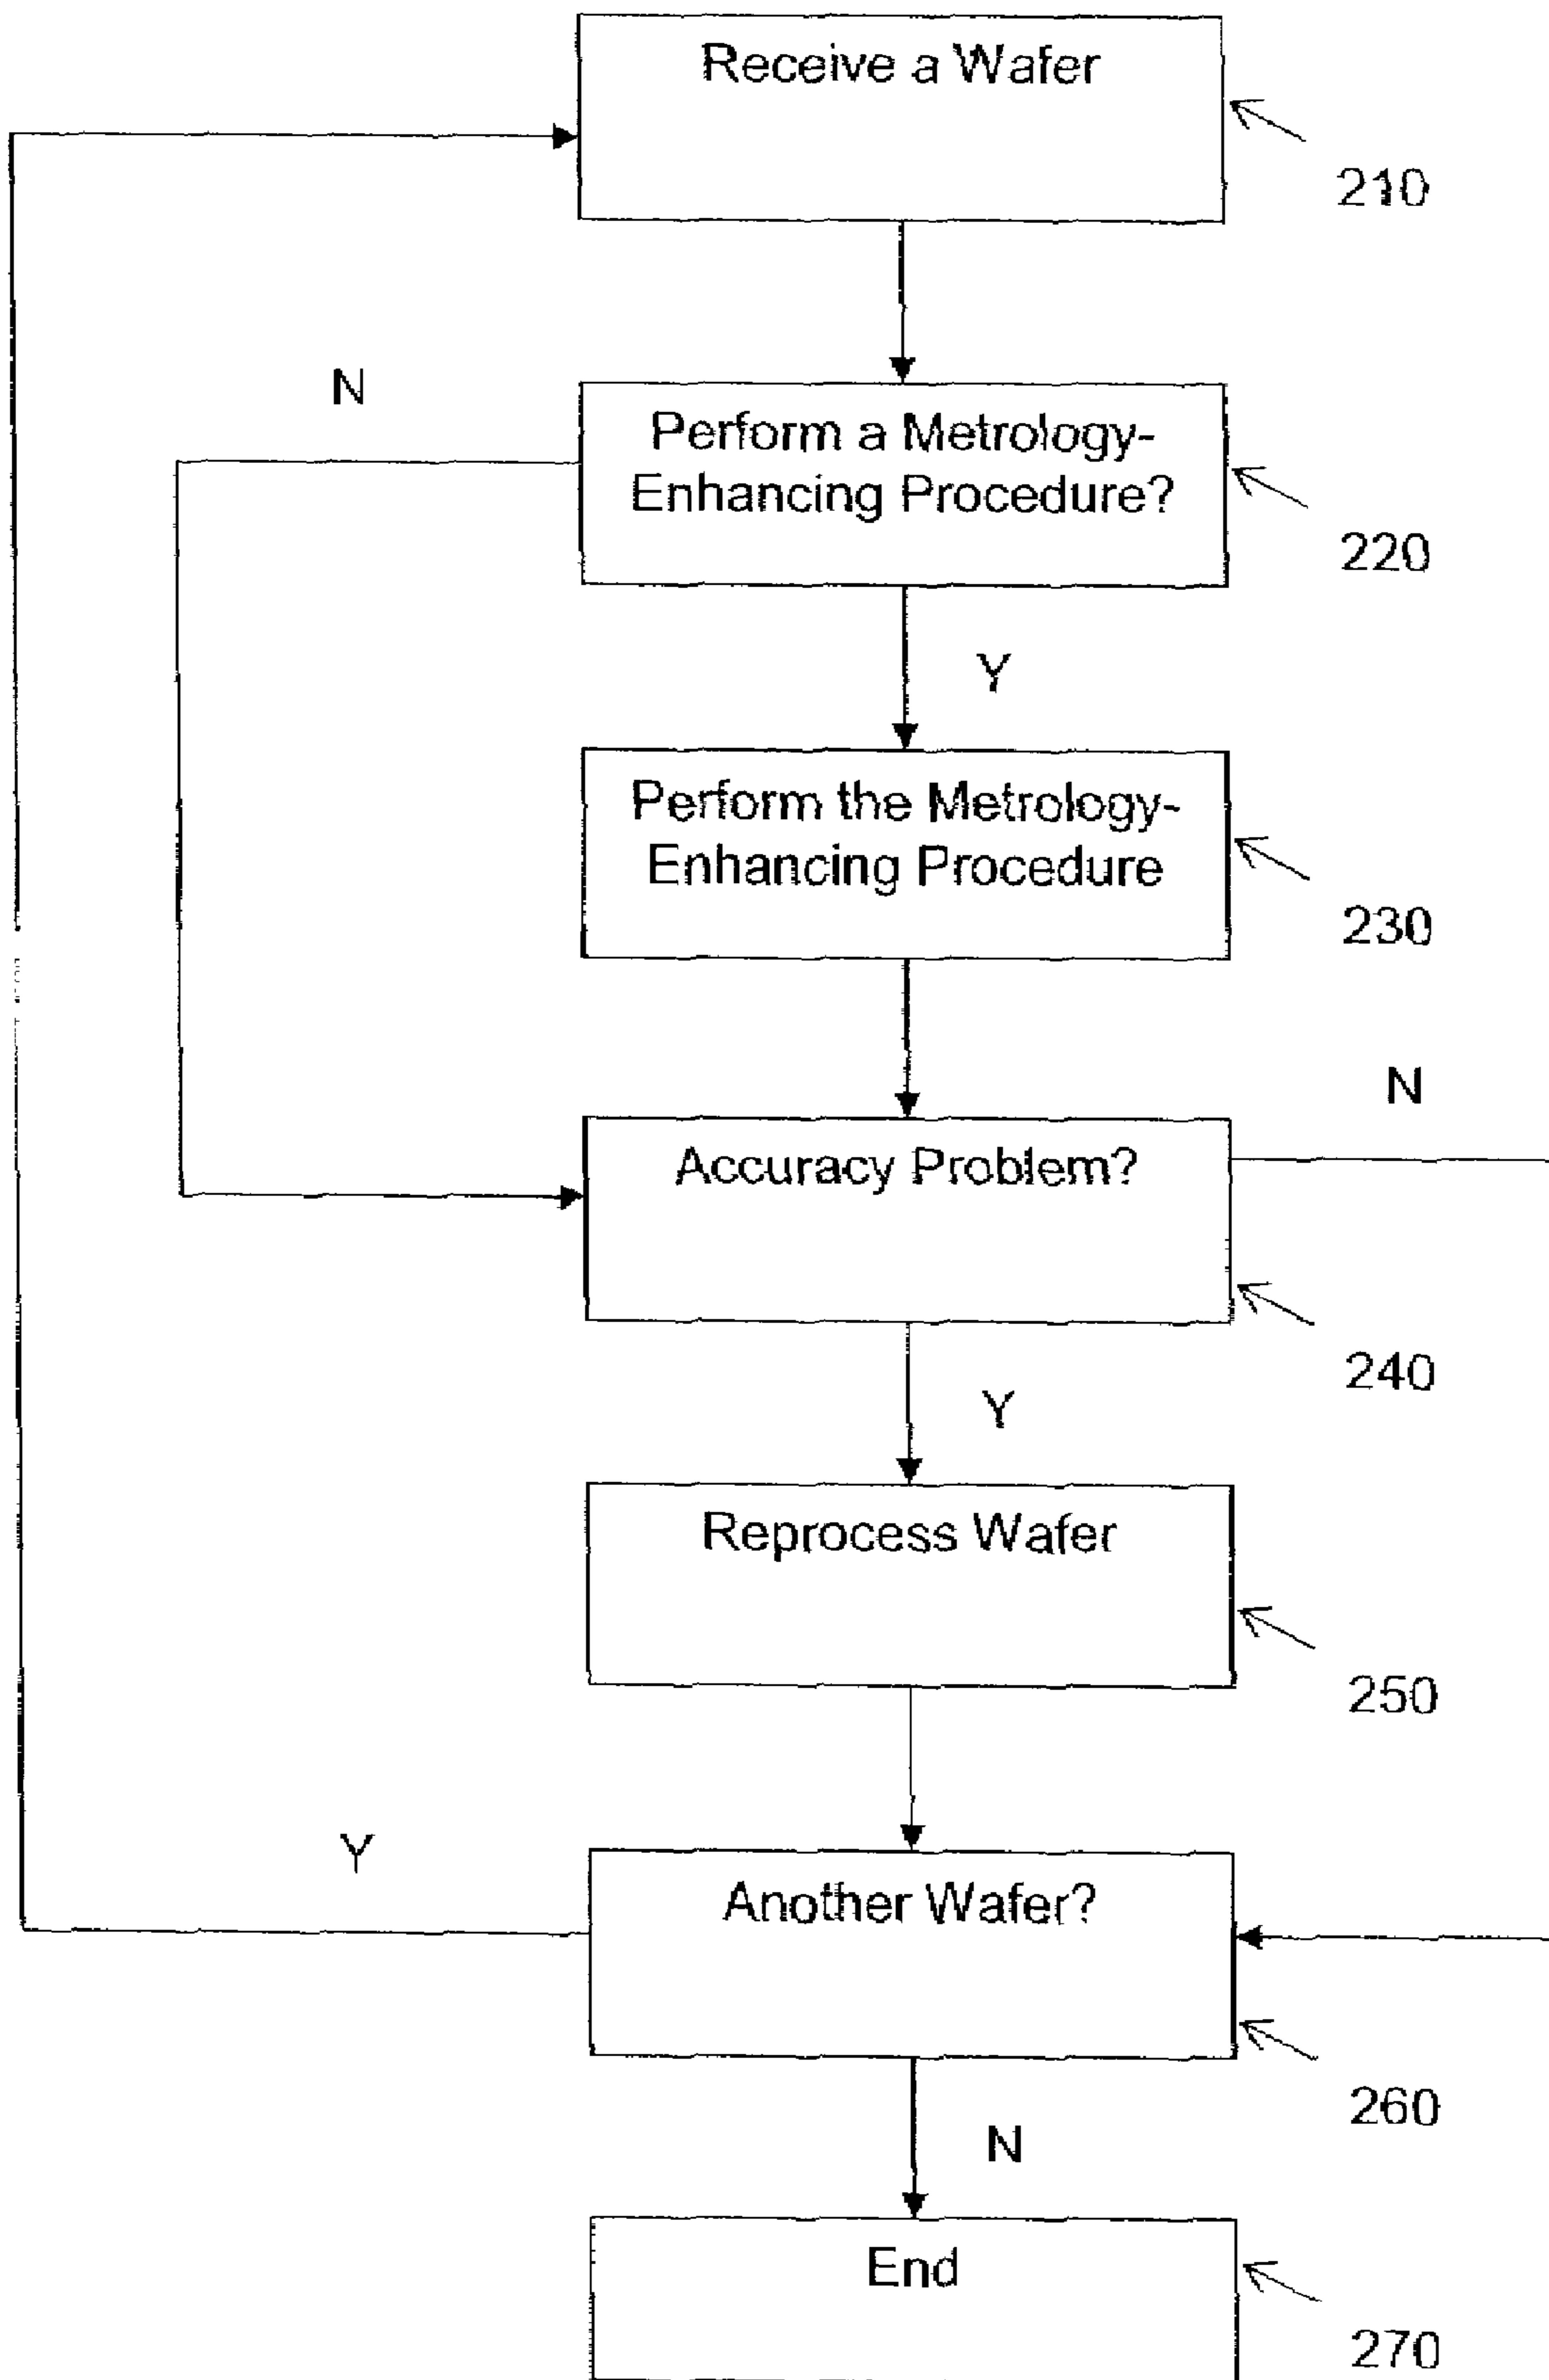 Receive a Wafer
210
N
Perform a Metrology-
Enhancing Procedure?
220
Y
Perform the Metrology-
Enhancing Procedure
230
N
Accuracy Problem?
240
Y
Reprocess Wafer
250
Y
Another Wafer?
260
N
End
270